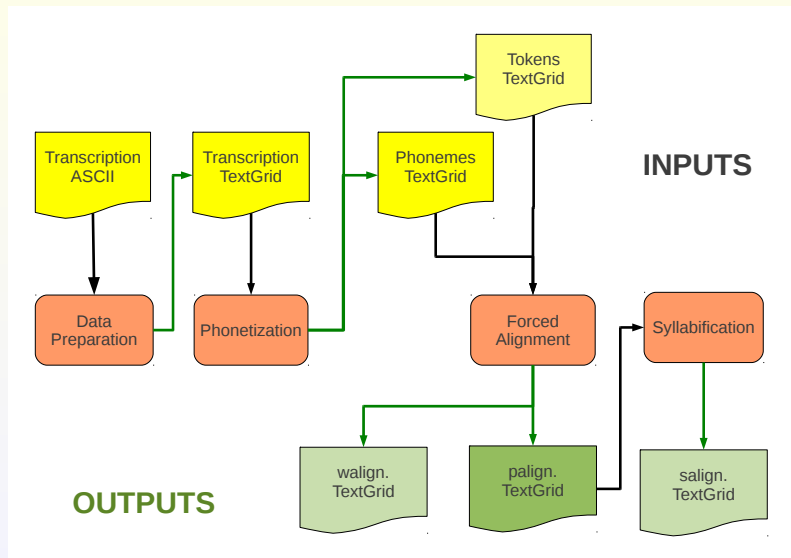 Tokens
TextGrid
Transcription
ASCII
Transcription
TextGrid
Phonemes
TextGrid
INPUTS
Data
Preparation
Phonetization
Forced
Alignment
Syllabification
walign.
TextGrid
palign.
TextGrid
salign.
TextGrid
OUTPUTS